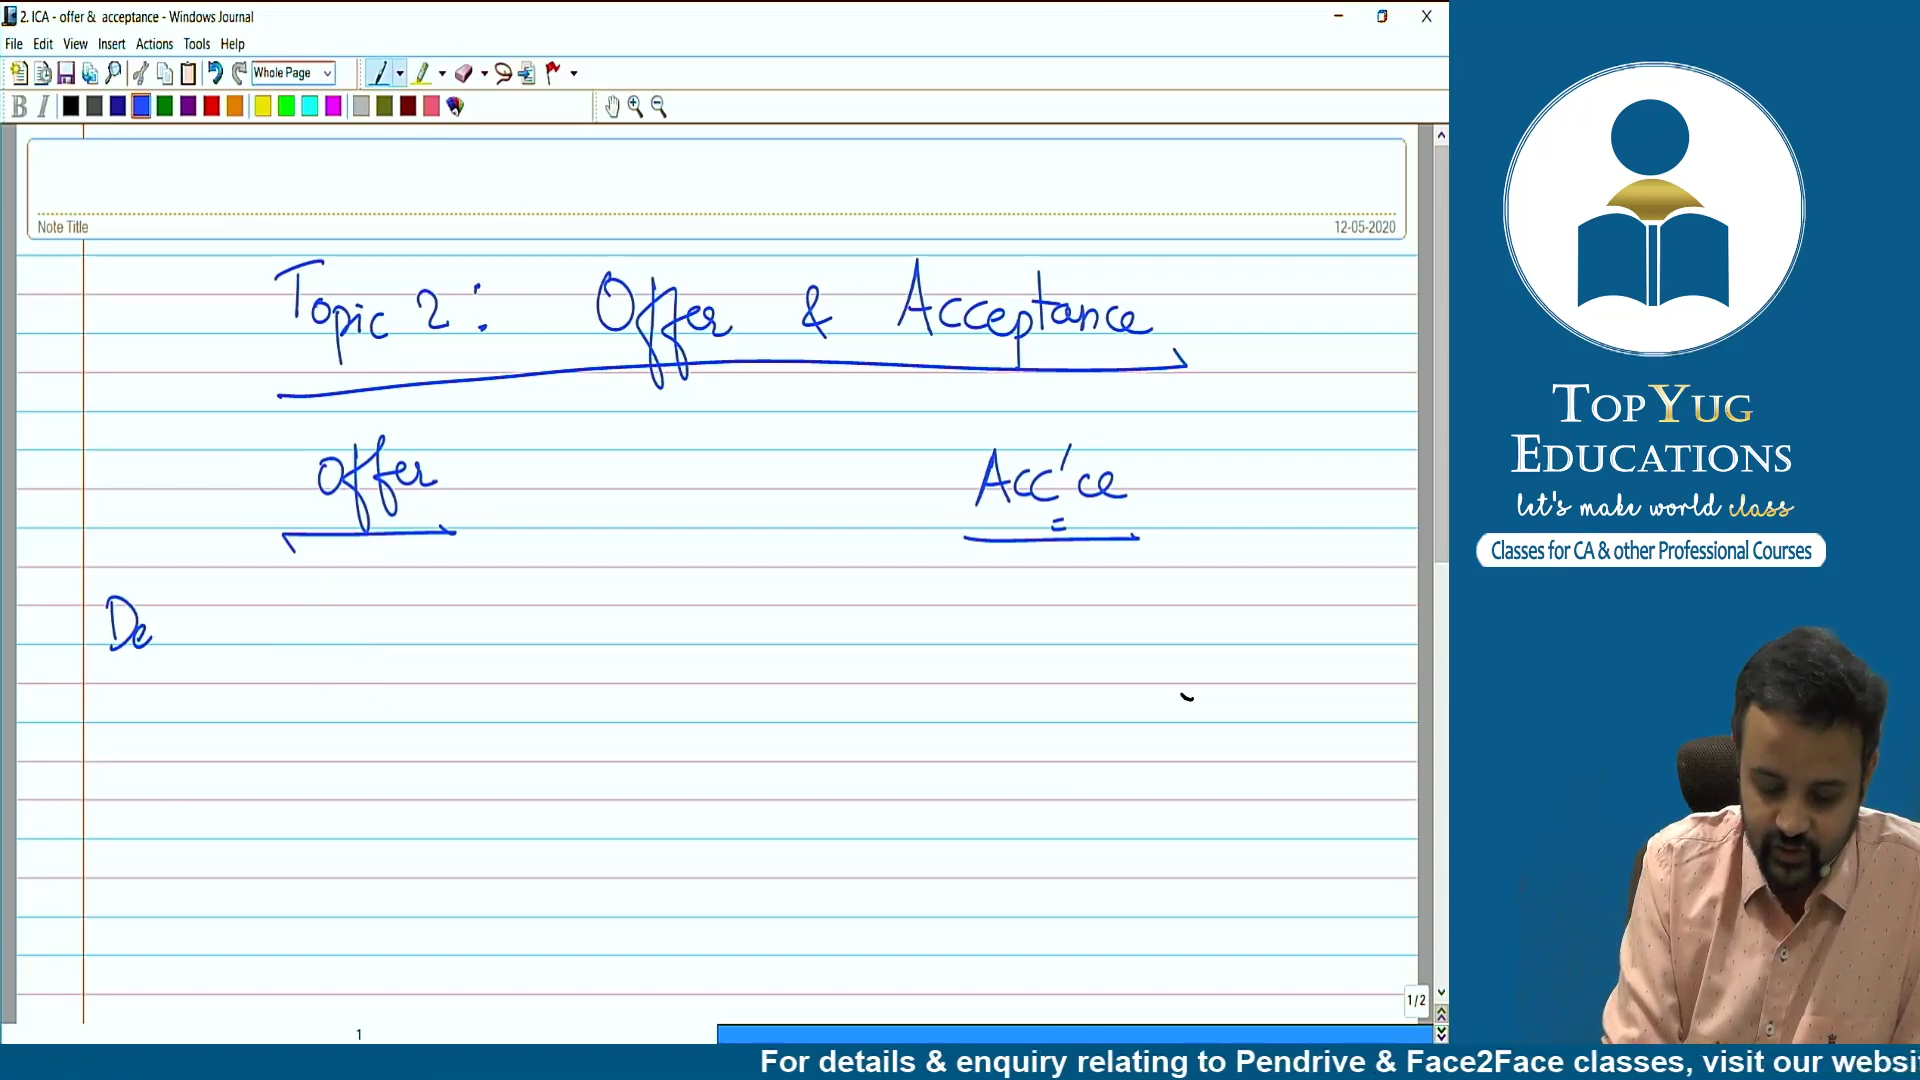 2. ICA - offer & acceptance - Windows Journal
File Edit View Insert Actions Tools Help
Whole Page
B I
Note Title
12-05-2020
Topic 2 : Offer & Acceptance
Offer
Acc'ce
De
1/2
1
TOPYUG
EDUCATIONS
let's make world class
Classes for CA & other Professional Courses
For details & enquiry relating to Pendrive & Face2Face classes, visit our websi